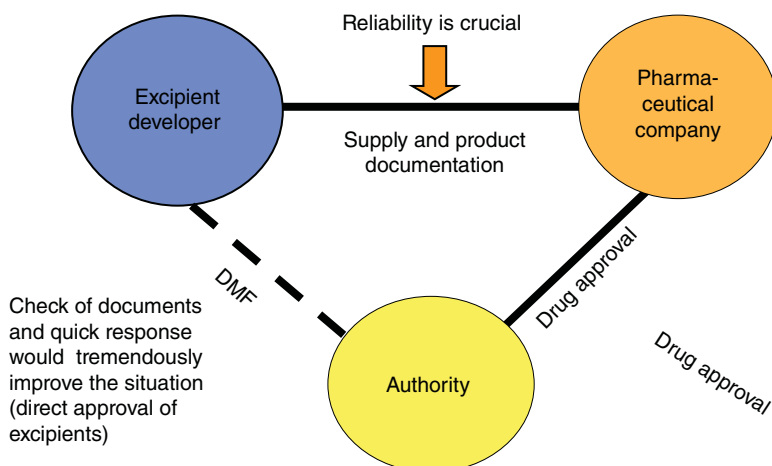 Reliability is crucial
Excipient
developer
Pharma-
ceutical
company
Supply and product
documentation
DMF
Drug approval
Check of documents
and quick response
would tremendously
improve the situation
(direct approval of
excipients)
Authority
Drug approval